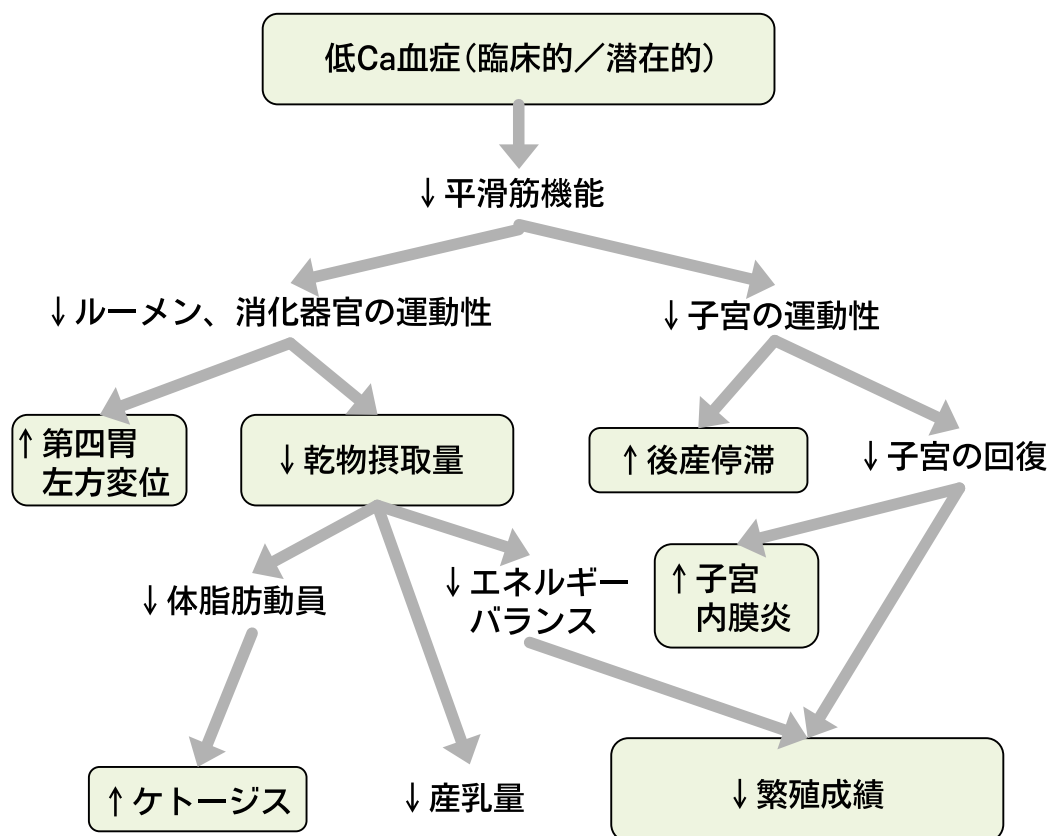 低Ca血症（臨床的／潜在的）
↓平滑筋機能
↓ルーメン、消化器官の運動性
↓子宮の運動性
↑第四胃
左方変位
↓乾物摂取量
↑後産停滞
↓子宮の回復
↓体脂肪動員
↓エネルギー
バランス
↑子宮
内膜炎
↑ケトージス
↓産乳量
↓繁殖成績